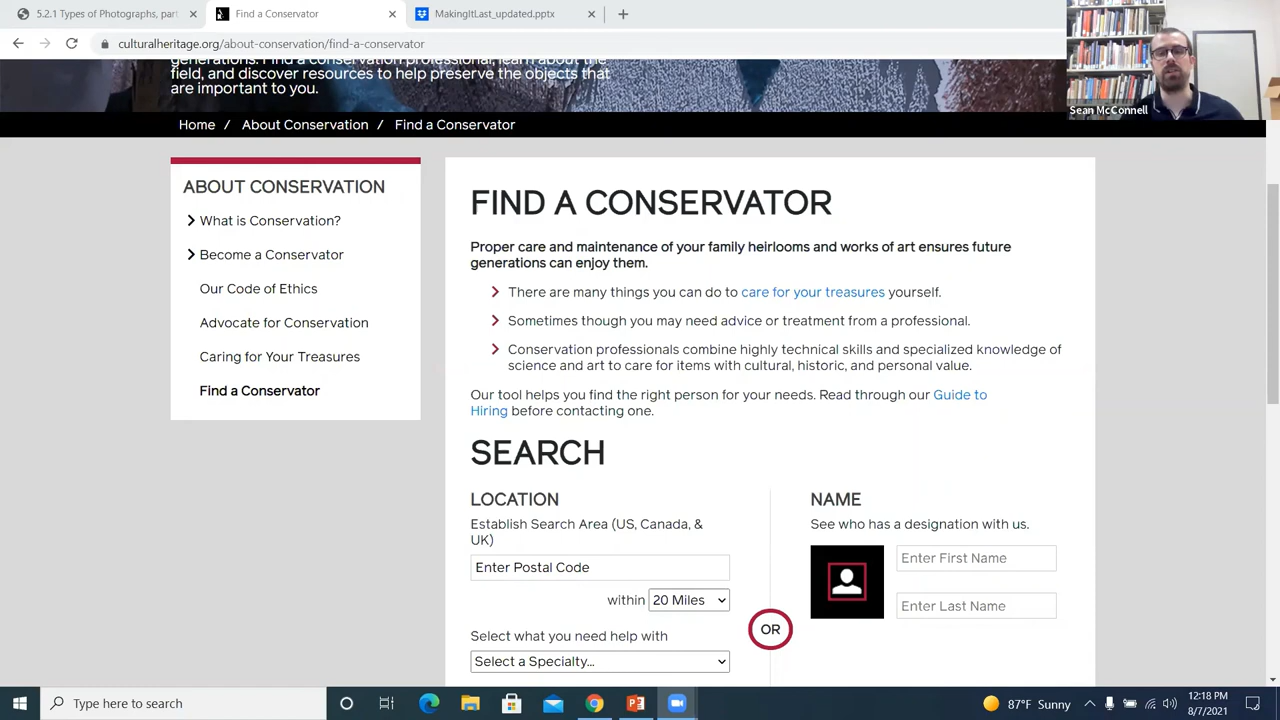 5.2.1 Types of Photographs, part
Find a Conservator
MakingItLast_updated.pptx
culturalheritage.org/about-conservation/find-a-conservator
generations. Find a conservation professional, learn about the
field, and discover resources to help preserve the objects that
are important to you.
Sean McConnell
Home / About Conservation / Find a Conservator
ABOUT CONSERVATION
What is Conservation?
Become a Conservator
Our Code of Ethics
Advocate for Conservation
Caring for Your Treasures
Find a Conservator
FIND A CONSERVATOR
Proper care and maintenance of your family heirlooms and works of art ensures future
generations can enjoy them.
There are many things you can do to care for your treasures yourself.
Sometimes though you may need advice or treatment from a professional.
Conservation professionals combine highly technical skills and specialized knowledge of
science and art to care for items with cultural, historic, and personal value.
Our tool helps you find the right person for your needs. Read through our Guide to
Hiring before contacting one.
SEARCH
LOCATION
Establish Search Area (US, Canada, &
UK)
Enter Postal Code
within 20 Miles
Select what you need help with
Select a Specialty...
OR
NAME
See who has a designation with us.
Enter First Name
Enter Last Name
Type here to search
87°F Sunny
12:18 PM
8/7/2021